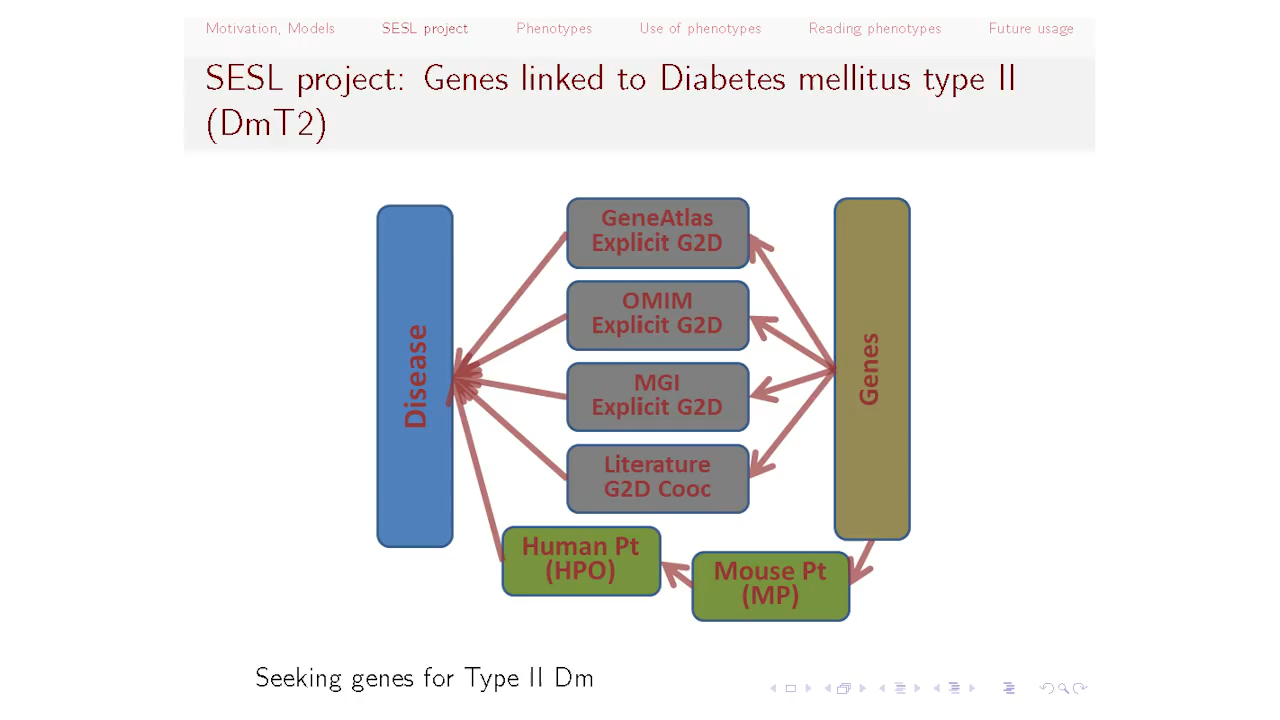 Motivation, Models SESL project Phenotypes Use of phenotypes Reading phenotypes Future usage
SESL project: Genes linked to Diabetes mellitus type II
(DmT2)
Disease
GeneAtlas
Explicit G2D
OMIM
Explicit G2D
MGI
Explicit G2D
Literature
G2D Cooc
Genes
Human Pt
(HPO)
Mouse Pt
(MP)
Seeking genes for Type II Dm